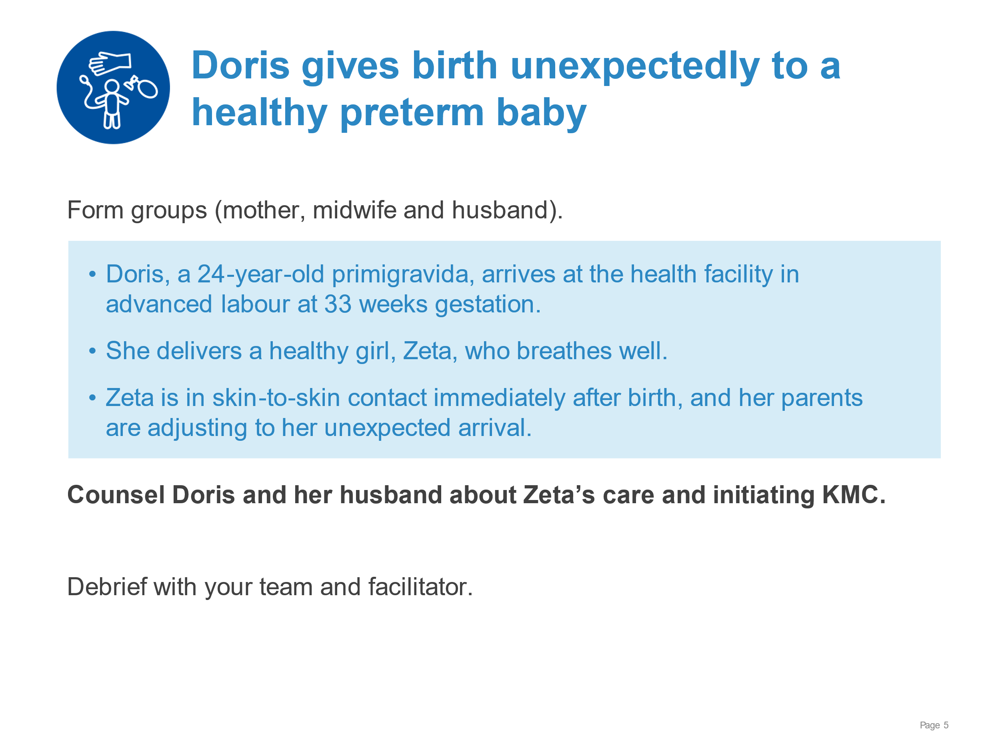 Doris gives birth unexpectedly to a
healthy preterm baby
Form groups (mother, midwife and husband).
• Doris, a 24-year-old primigravida, arrives at the health facility in
advanced labour at 33 weeks gestation.
• She delivers a healthy girl, Zeta, who breathes well.
• Zeta is in skin-to-skin contact immediately after birth, and her parents
are adjusting to her unexpected arrival.
Counsel Doris and her husband about Zeta’s care and initiating KMC.
Debrief with your team and facilitator.
Page 5